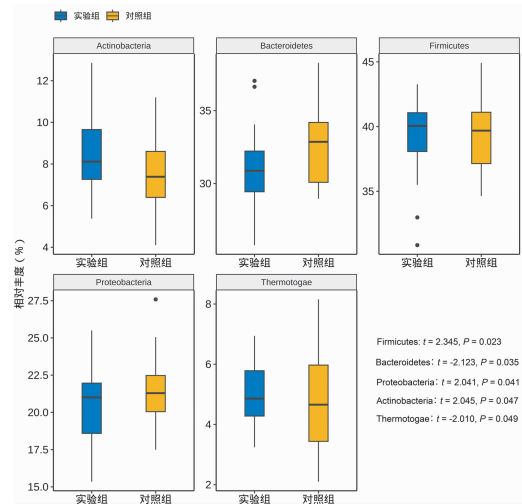 实验组 对照组
Actinobacteria Bacteroidetes Firmicutes
12
10
8
6
4
35
30
45
40
35
实验组 对照组 实验组 对照组 实验组 对照组
相对丰度（%）
Proteobacteria Thermotogae
27.5
25.0
22.5
20.0
17.5
15.0
8
6
4
2
实验组 对照组 实验组 对照组
Firmicutes: t = 2.345, P = 0.023
Bacteroidetes: t = -2.123, P = 0.035
Proteobacteria: t = 2.041, P = 0.041
Actinobacteria: t = 2.045, P = 0.047
Thermotogae: t = -2.010, P = 0.049